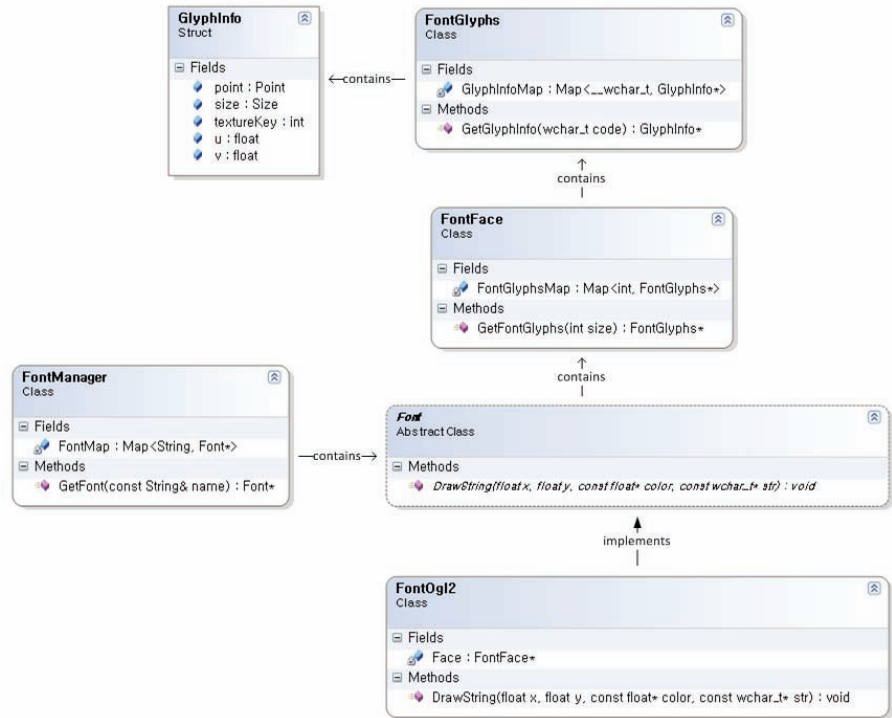 GlyphInfo
Struct
Fields
point : Point
size : Size
textureKey : int
u : float
v : float
contains
FontGlyphs
Class
Fields
GlyphInfoMap : Map<__wchar_t, GlyphInfo*>
Methods
GetGlyphInfo(wchar_t code) : GlyphInfo*
contains
FontFace
Class
Fields
FontGlyphsMap : Map<int, FontGlyphs*>
Methods
GetFontGlyphs(int size) : FontGlyphs*
contains
FontManager
Class
Fields
FontMap : Map<String, Font*>
Methods
GetFont(const String& name) : Font*
contains
Font
Abstract Class
Methods
DrawString(float x, float y, const float* color, const wchar_t* str) : void
implements
FontOgl2
Class
Fields
Face : FontFace*
Methods
DrawString(float x, float y, const float* color, const wchar_t* str) : void